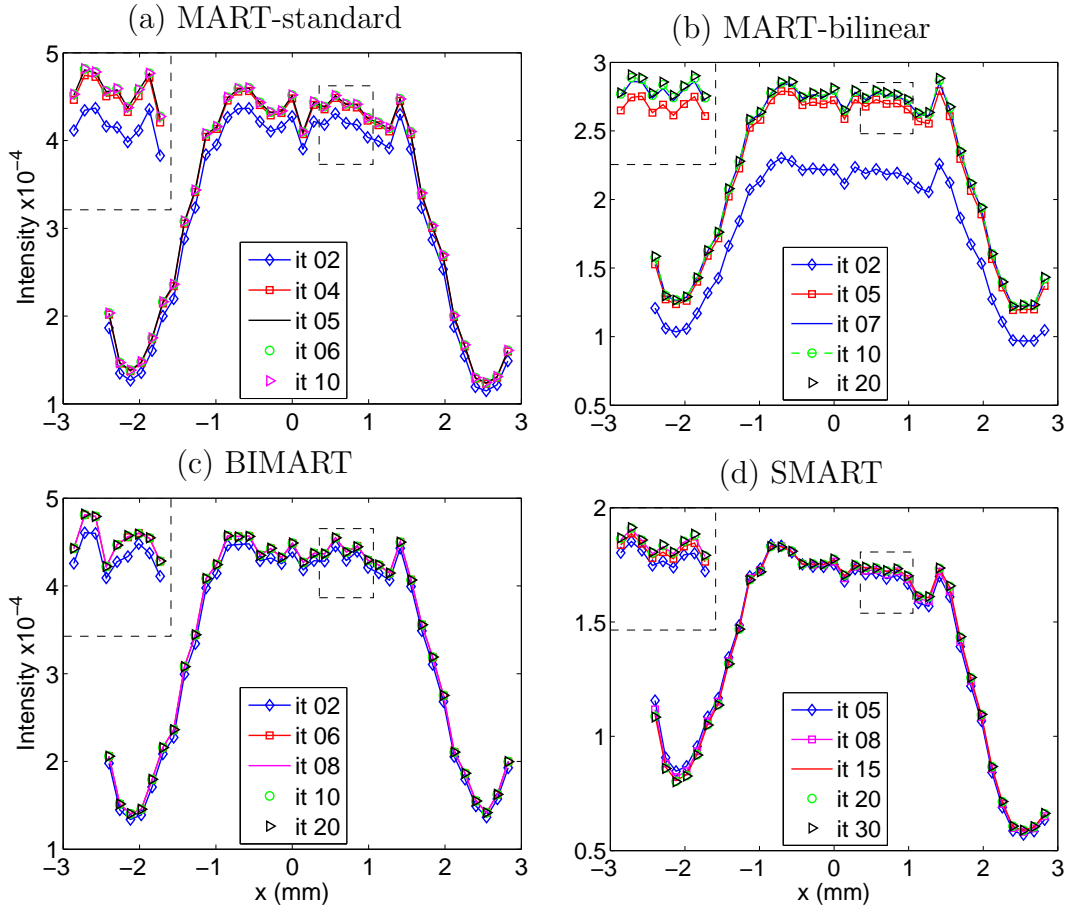 (a) MART-standard
Intensity x10−4
5
4
3
2
1
−3 −2 −1 0 1 2 3
it 02
it 04
it 05
it 06
it 10
(b) MART-bilinear
3
2.5
2
1.5
1
0.5
−3 −2 −1 0 1 2 3
it 02
it 05
it 07
it 10
it 20
(c) BIMART
Intensity x10−4
5
4
3
2
1
−3 −2 −1 0 1 2 3
x (mm)
it 02
it 06
it 08
it 10
it 20
(d) SMART
2
1.5
1
0.5
−3 −2 −1 0 1 2 3
x (mm)
it 05
it 08
it 15
it 20
it 30